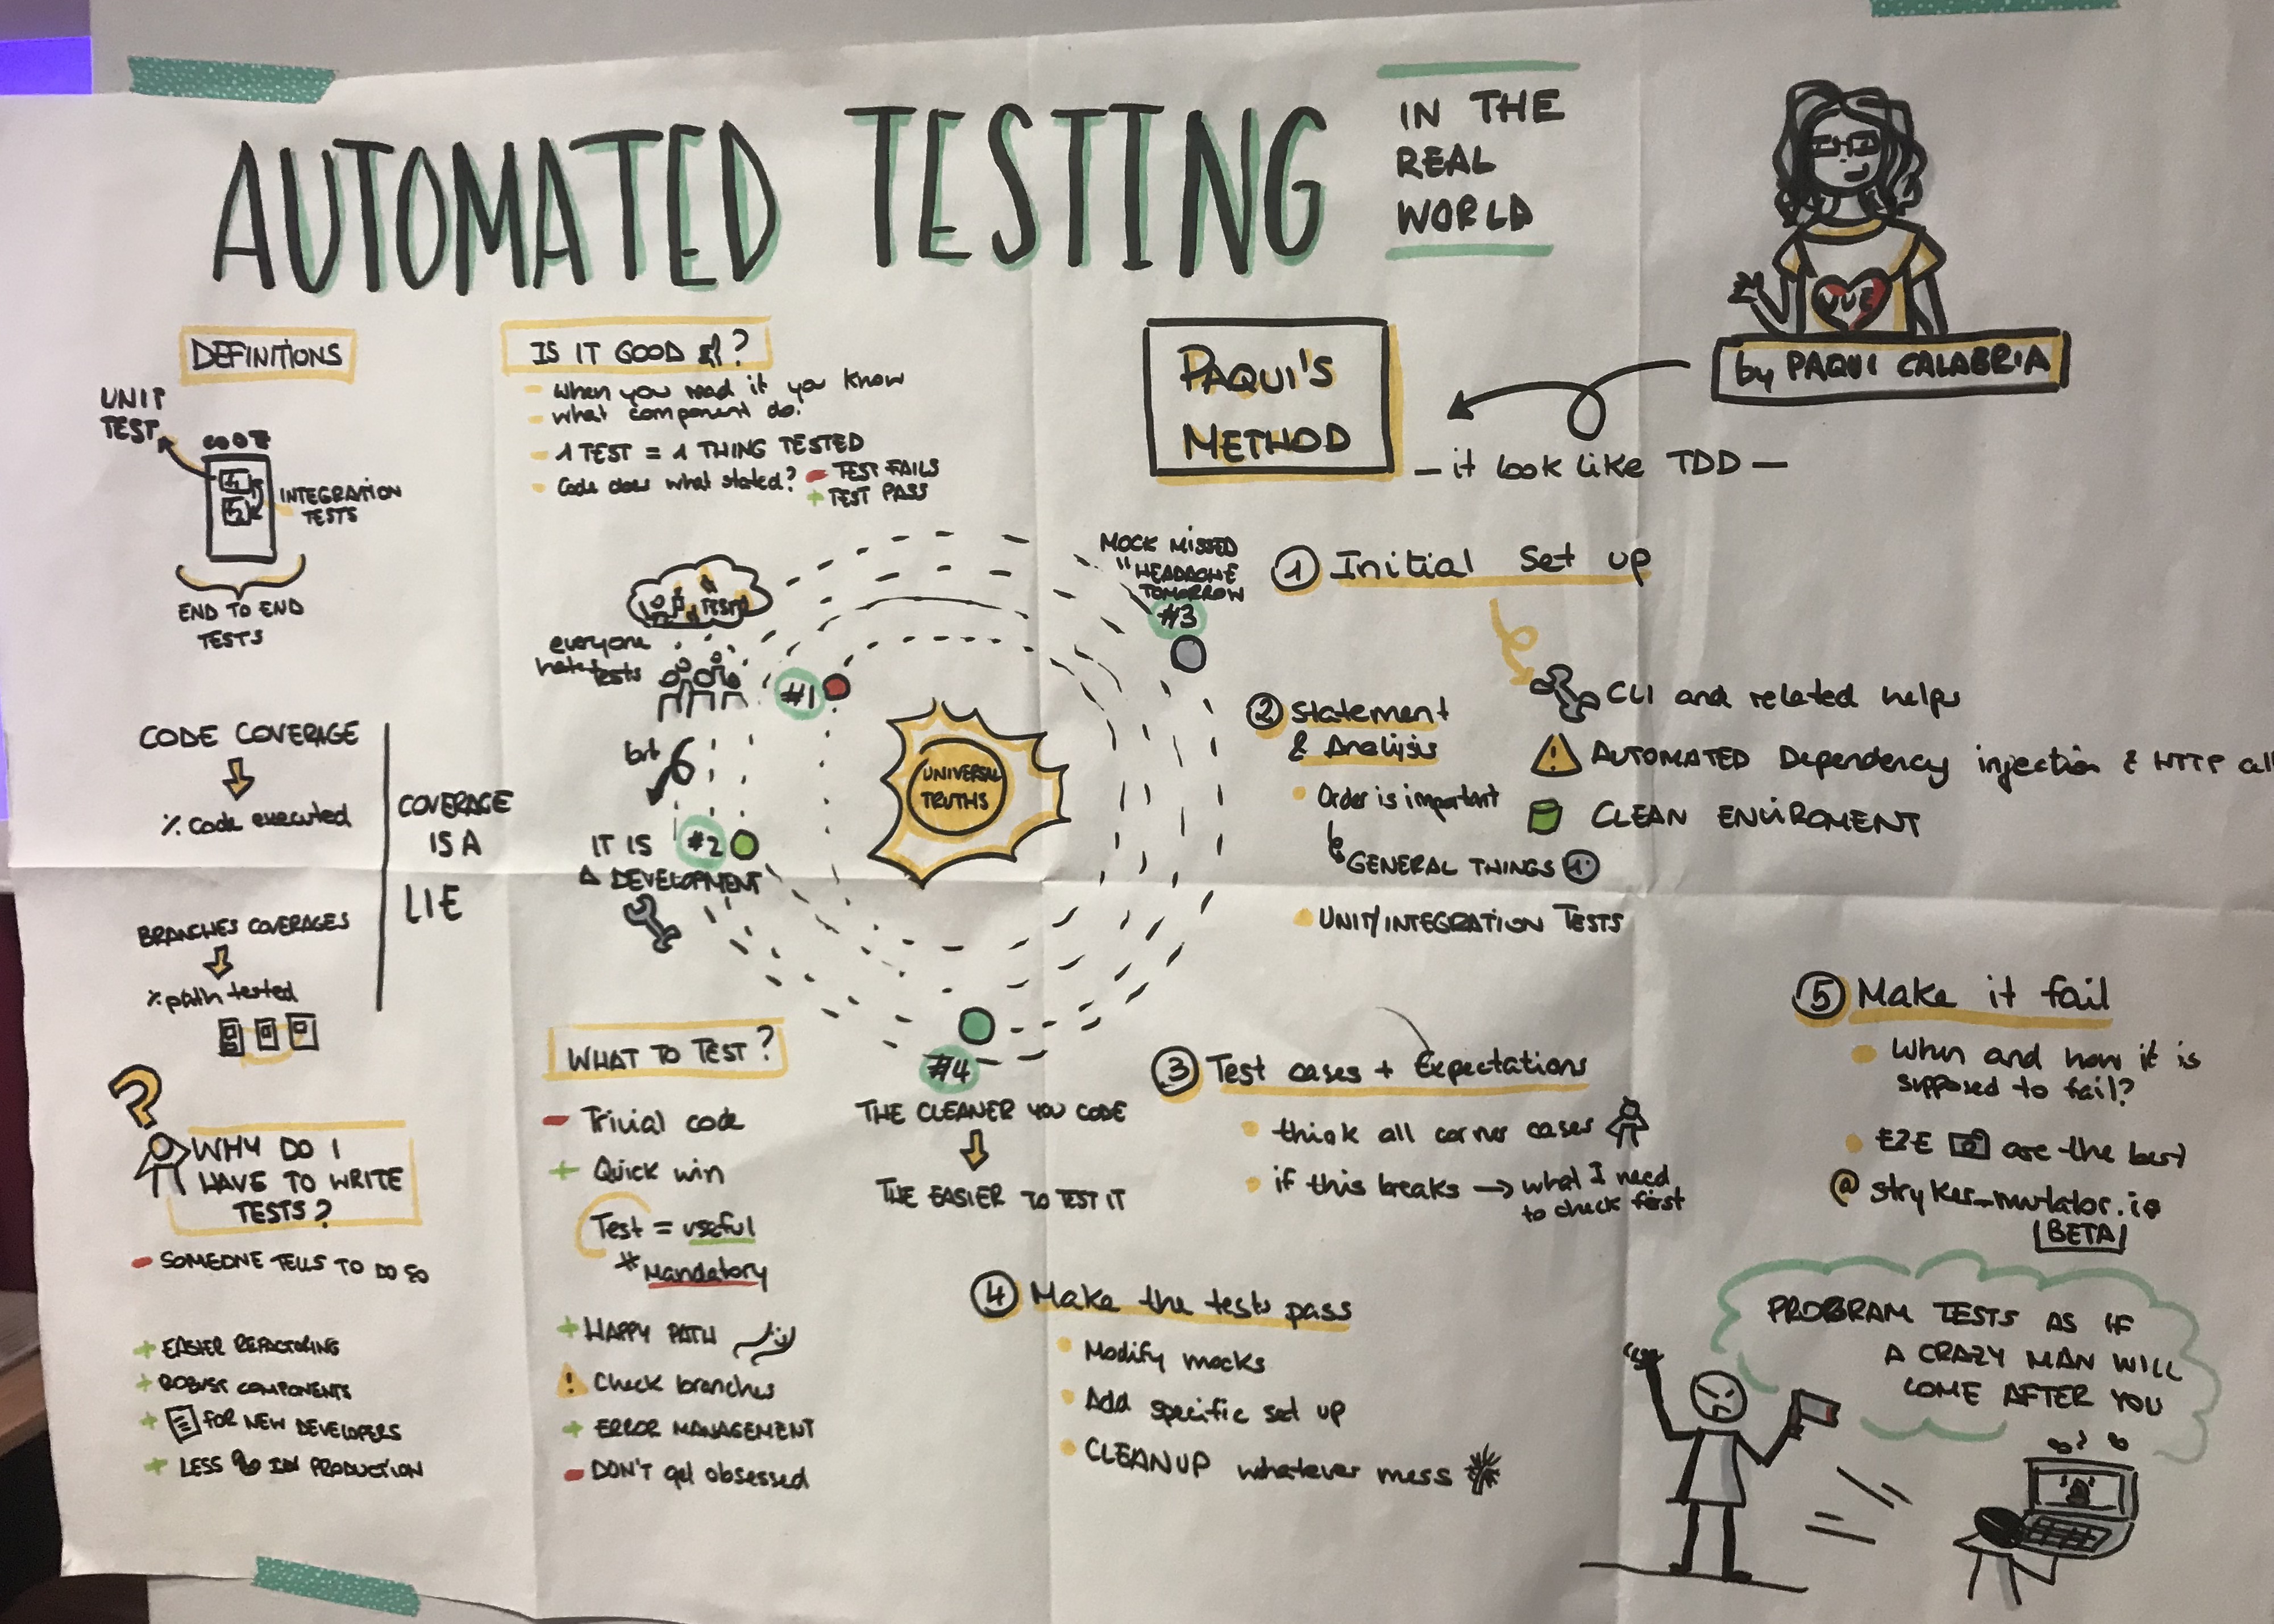 AUTOMATED TESTING
IN THE
REAL
WORLD
VUE
by PAQUI CALABRIA
DEFINITIONS
UNIT
TEST
CODE
INTEGRATION
TESTS
END TO END
TESTS
CODE COVERAGE
% Code executed
BRANCHES COVERAGES
% path tested
COVERAGE
IS A
LIE
?
WHY DO I
HAVE TO WRITE
TESTS?
- SOMEONE TELLS TO DO SO
+ EASIER REFACTORING
+ ROBUST COMPONENTS
+ FOR NEW DEVELOPERS
+ LESS IN PRODUCTION
IS IT GOOD ?
- When you read it you know
- what component do.
- 1 TEST = 1 THING TESTED
- Code does what stated? - TEST FAILS
+ TEST PASS
UNIVERSAL
TRUTHS
TESTS
everyone
hates tests
#1
but
IT IS #2
A DEVELOPMENT
MOCK MISSED
"HEADACHE
TOMORROW
#3
#4
THE CLEANER YOU CODE
THE EASIER TO TEST IT
WHAT TO TEST?
- Trivial code
+ Quick win
Test = useful
* Mandatory
+ HAPPY PATH
! Check branches
+ ERROR MANAGEMENT
- DON'T get obsessed
PAQUI'S
METHOD
- it look like TDD -
1 Initial Set up
CLI and related helps
! AUTOMATED Dependency injection & HTTP
CLEAN ENVIROMENT
2 Statement
& Analisis
Order is important
GENERAL THINGS 1º
UNIT/INTEGRATION TESTS
3 Test cases + Expectations
think all corner cases
if this breaks → what I need
to check first
4 Make the tests pass
Modify mocks
Add specific set up
CLEANUP whatever mess
5 Make it fail
When and how it is
supposed to fail?
E2E are the best
@ stryker-mutator.io
BETA
PROGRAM TESTS AS IF
A CRAZY MAN WILL
COME AFTER YOU